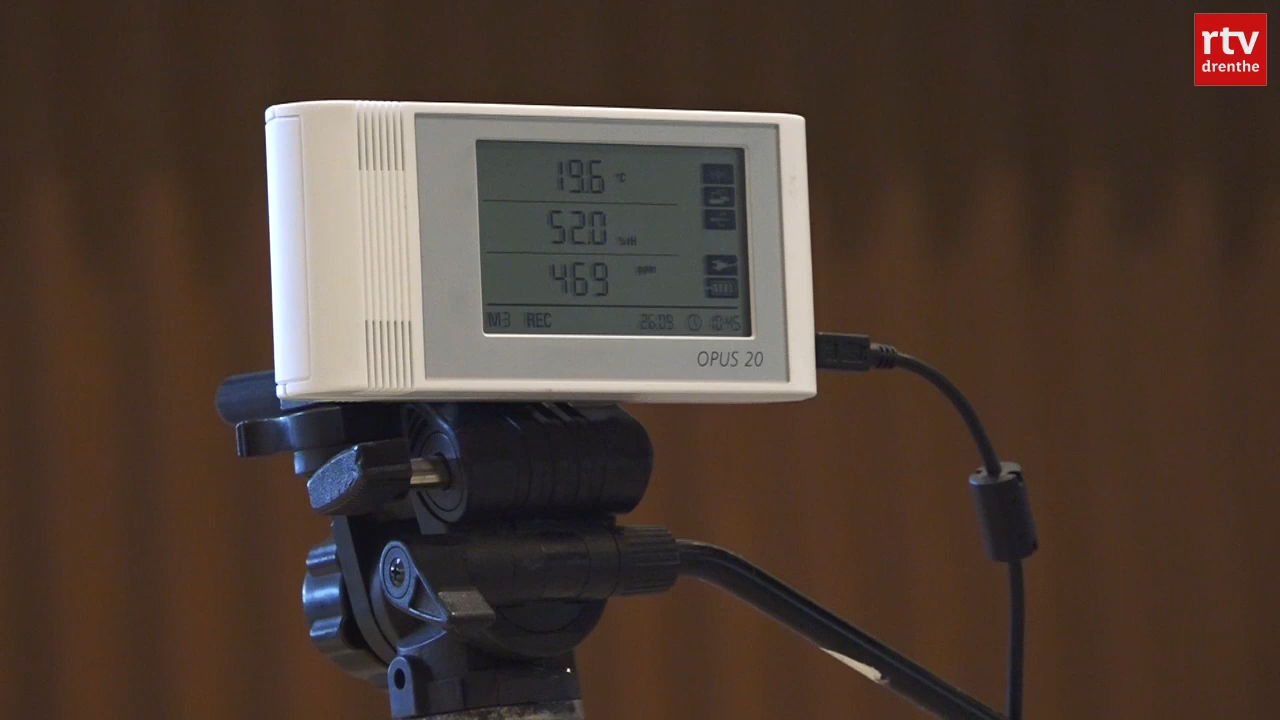 rtv
drenthe
19.6 °C
52.0 %rH
469 ppm
M3 REC 26.09 10:45
OPUS 20